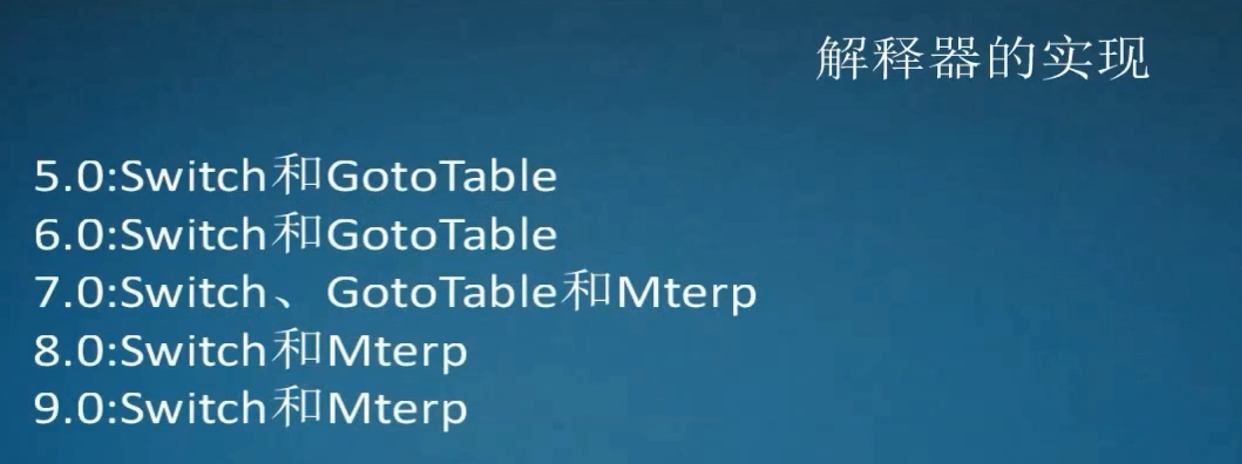 解释器的实现
5.0:Switch和GotoTable
6.0:Switch和GotoTable
7.0:Switch、GotoTable和Mterp
8.0:Switch和Mterp
9.0:Switch和Mterp